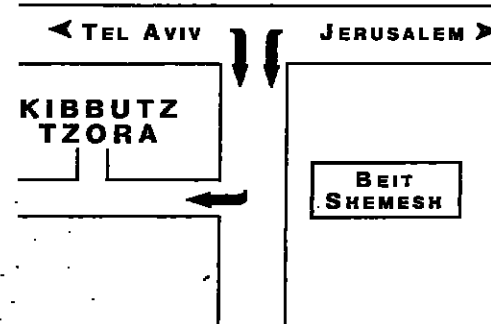 TEL AVIV JERUSALEM
KIBBUTZ
TZORA
BEIT
SHEMESH